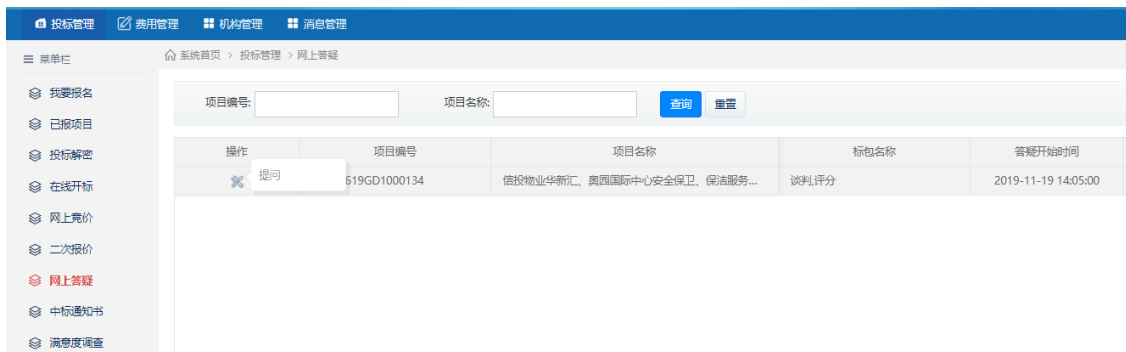 投标管理 费用管理 机构管理 消息管理
菜单栏 系统首页 > 投标管理 > 网上答疑
我要报名
已报项目
投标解密
在线开标
网上竞价
二次报价
网上答疑
中标通知书
满意度调查
项目编号: 项目名称: 查询 重置
操作 项目编号 项目名称 标包名称 答疑开始时间
提问 619GD1000134 信投物业华新汇、奥园国际中心安全保卫、保洁服务... 谈判,评分 2019-11-19 14:05:00